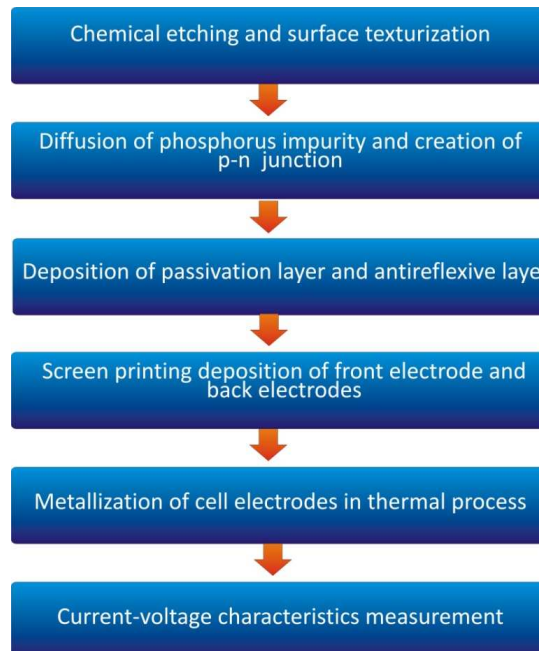 Chemical etching and surface texturization
Diffusion of phosphorus impurity and creation of
p-n junction
Deposition of passivation layer and antireflexive laye
Screen printing deposition of front electrode and
back electrodes
Metallization of cell electrodes in thermal process
Current-voltage characteristics measurement